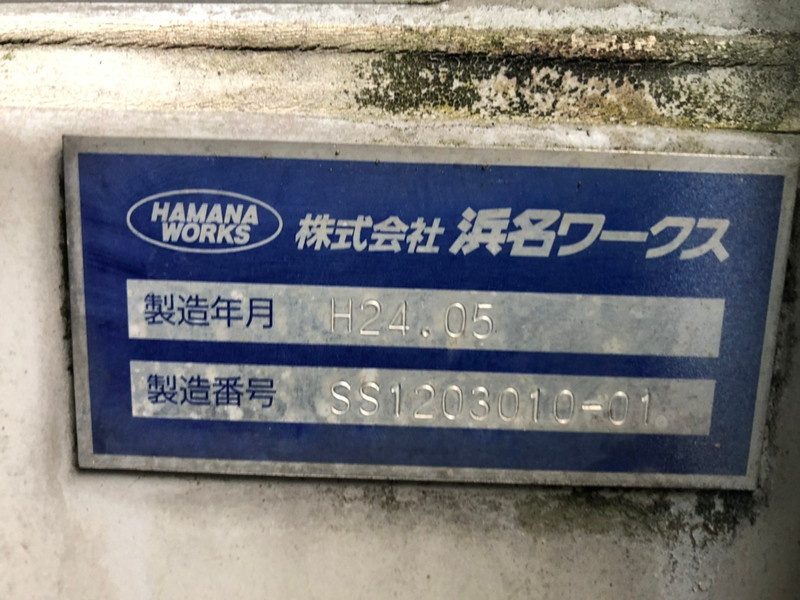 HAMANA
WORKS
株式会社 浜名ワークス
製造年月 H24.05
製造番号 SS1203010-01